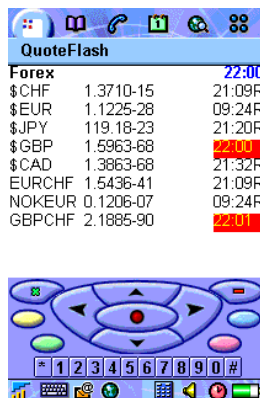 QuoteFlash
Forex 22:00
$CHF 1.3710-15 21:09R
$EUR 1.1225-28 09:24R
$JPY 119.18-23 21:20R
$GBP 1.5963-68 22:00
$CAD 1.3863-68 21:32R
EURCHF 1.5436-41 21:09R
NOKEUR 0.1206-07 09:24R
GBPCHF 2.1885-90 22:01
* 1 2 3 4 5 6 7 8 9 0 #